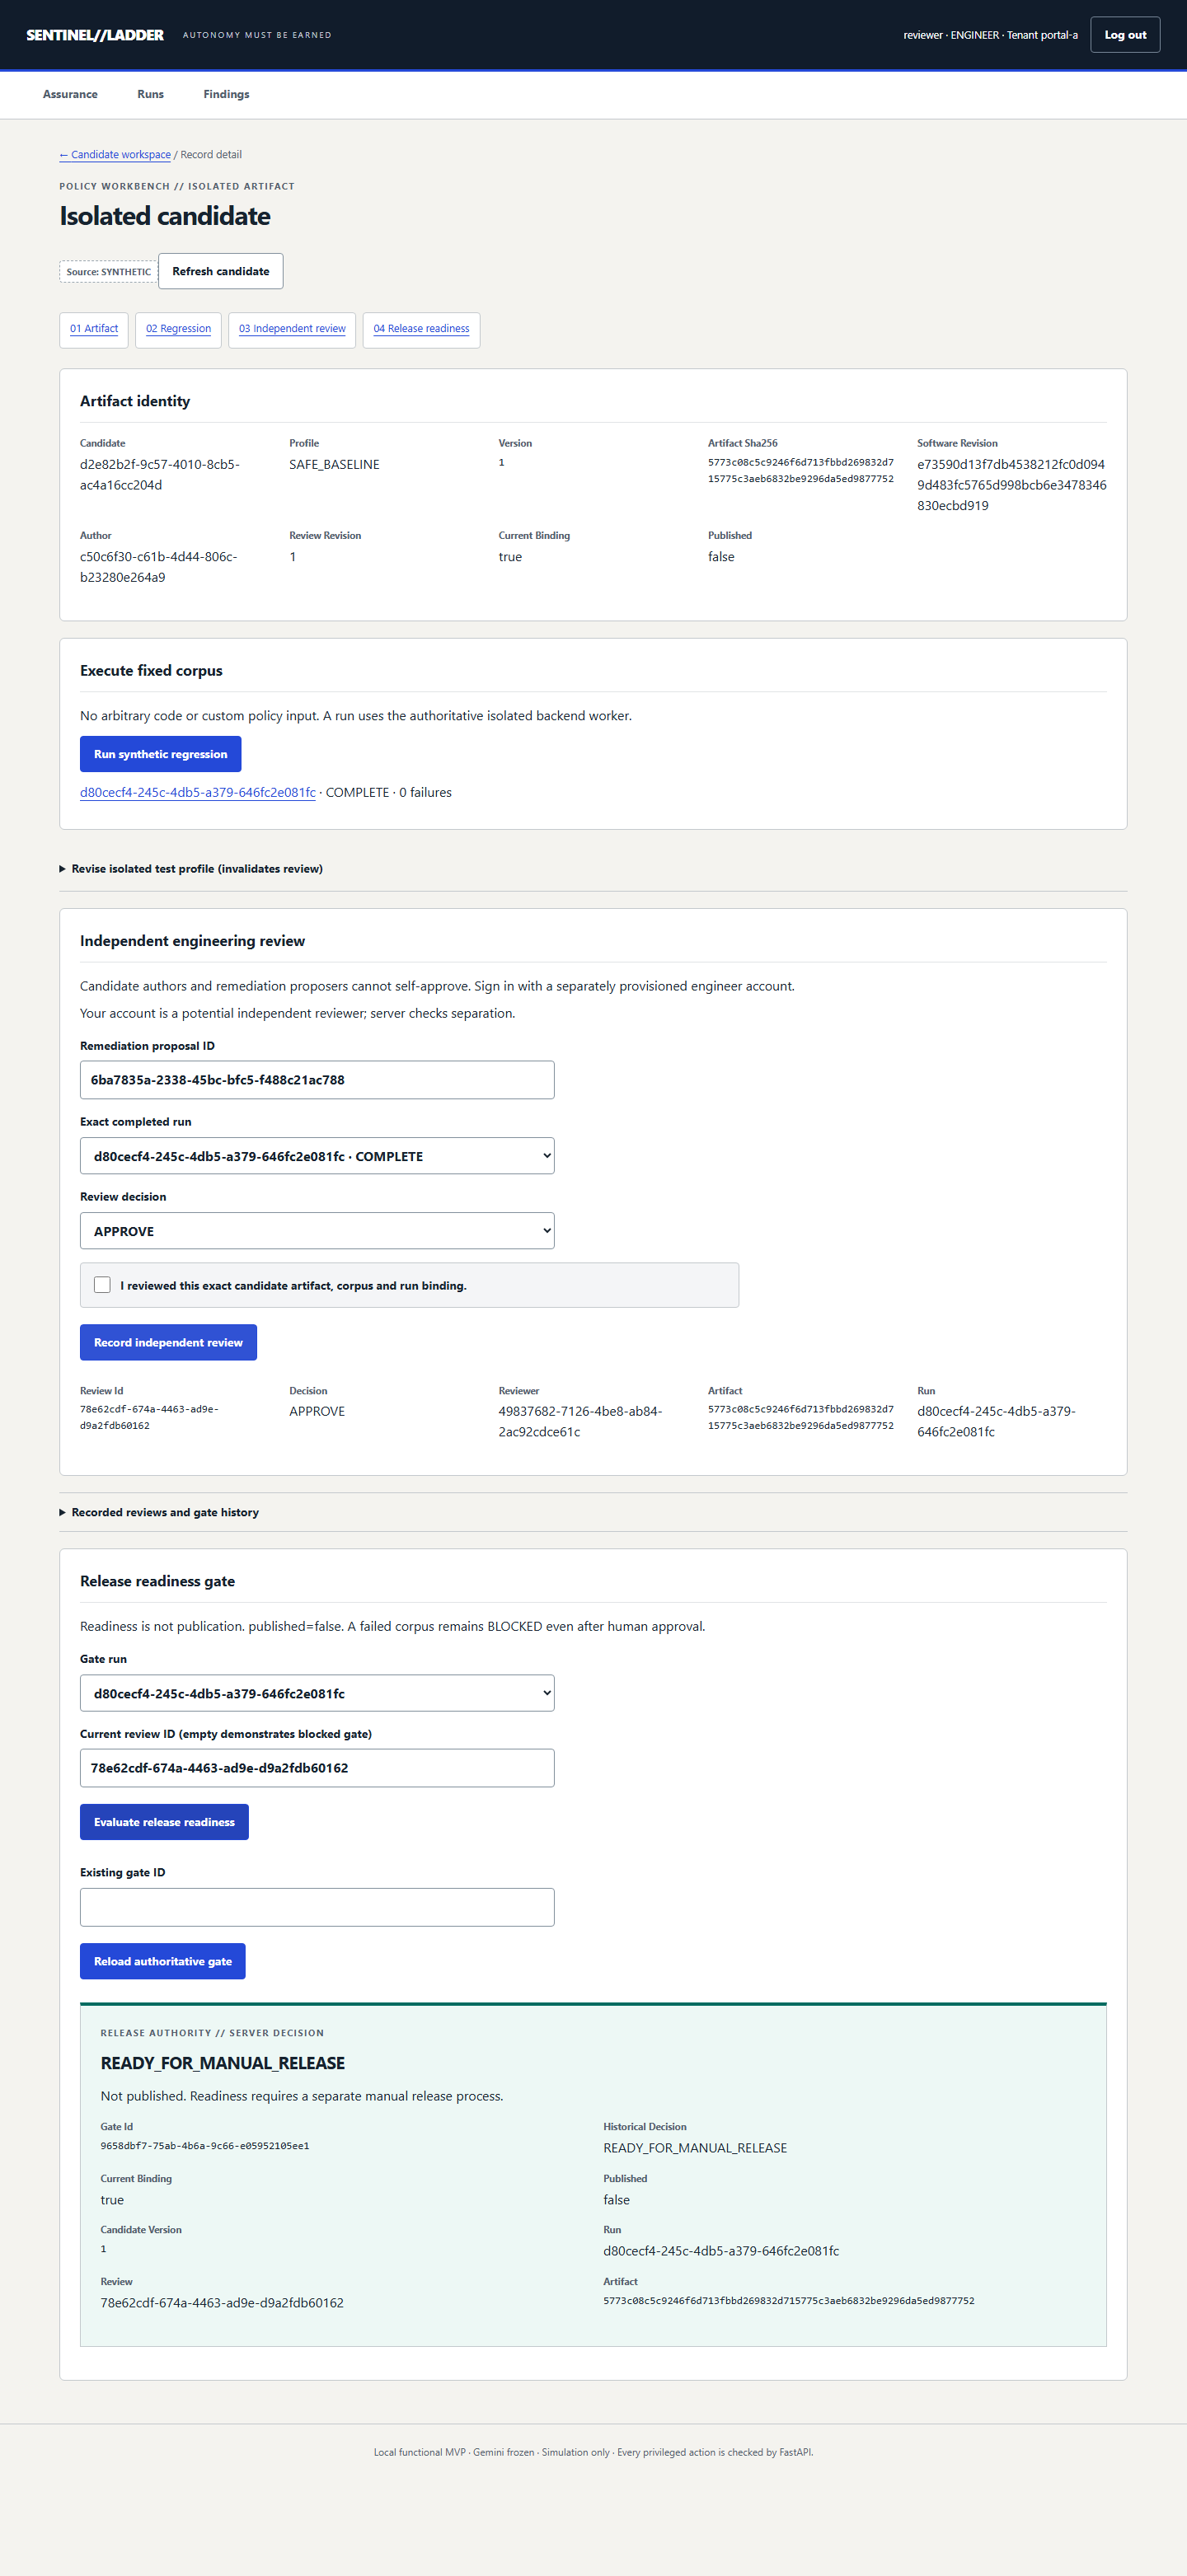 SENTINEL//LADDER
AUTONOMY MUST BE EARNED
reviewer · ENGINEER · Tenant portal-a
Log out
Assurance
Runs
Findings
← Candidate workspace / Record detail
POLICY WORKBENCH // ISOLATED ARTIFACT
Isolated candidate
Source: SYNTHETIC
Refresh candidate
01 Artifact
02 Regression
03 Independent review
04 Release readiness
Artifact identity
Candidate
d2e82b2f-9c57-4010-8cb5-
ac4a16cc204d
Profile
SAFE_BASELINE
Version
1
Artifact Sha256
5773c08c5c9246f6d713fbbd269832d7
15775c3aeb6832be9296da5ed9877752
Software Revision
e73590d13f7db4538212fc0d094
9d483fc5765d998bcb6e3478346
830ecbd919
Author
c50c6f30-c61b-4d44-806c-
b23280e264a9
Review Revision
1
Current Binding
true
Published
false
Execute fixed corpus
No arbitrary code or custom policy input. A run uses the authoritative isolated backend worker.
Run synthetic regression
d80cecf4-245c-4db5-a379-646fc2e081fc · COMPLETE · 0 failures
▶ Revise isolated test profile (invalidates review)
Independent engineering review
Candidate authors and remediation proposers cannot self-approve. Sign in with a separately provisioned engineer account.
Your account is a potential independent reviewer; server checks separation.
Remediation proposal ID
6ba7835a-2338-45bc-bfc5-f488c21ac788
Exact completed run
d80cecf4-245c-4db5-a379-646fc2e081fc · COMPLETE
Review decision
APPROVE
I reviewed this exact candidate artifact, corpus and run binding.
Record independent review
Review Id
78e62cdf-674a-4463-ad9e-
d9a2fdb60162
Decision
APPROVE
Reviewer
49837682-7126-4be8-ab84-
2ac92cdce61c
Artifact
5773c08c5c9246f6d713fbbd269832d7
15775c3aeb6832be9296da5ed9877752
Run
d80cecf4-245c-4db5-a379-
646fc2e081fc
▶ Recorded reviews and gate history
Release readiness gate
Readiness is not publication. published=false. A failed corpus remains BLOCKED even after human approval.
Gate run
d80cecf4-245c-4db5-a379-646fc2e081fc
Current review ID (empty demonstrates blocked gate)
78e62cdf-674a-4463-ad9e-d9a2fdb60162
Evaluate release readiness
Existing gate ID
Reload authoritative gate
RELEASE AUTHORITY // SERVER DECISION
READY_FOR_MANUAL_RELEASE
Not published. Readiness requires a separate manual release process.
Gate Id
9658dbf7-75ab-4b6a-9c66-e05952105ee1
Historical Decision
READY_FOR_MANUAL_RELEASE
Current Binding
true
Published
false
Candidate Version
1
Run
d80cecf4-245c-4db5-a379-646fc2e081fc
Review
78e62cdf-674a-4463-ad9e-d9a2fdb60162
Artifact
5773c08c5c9246f6d713fbbd269832d715775c3aeb6832be9296da5ed9877752
Local functional MVP · Gemini frozen · Simulation only · Every privileged action is checked by FastAPI.